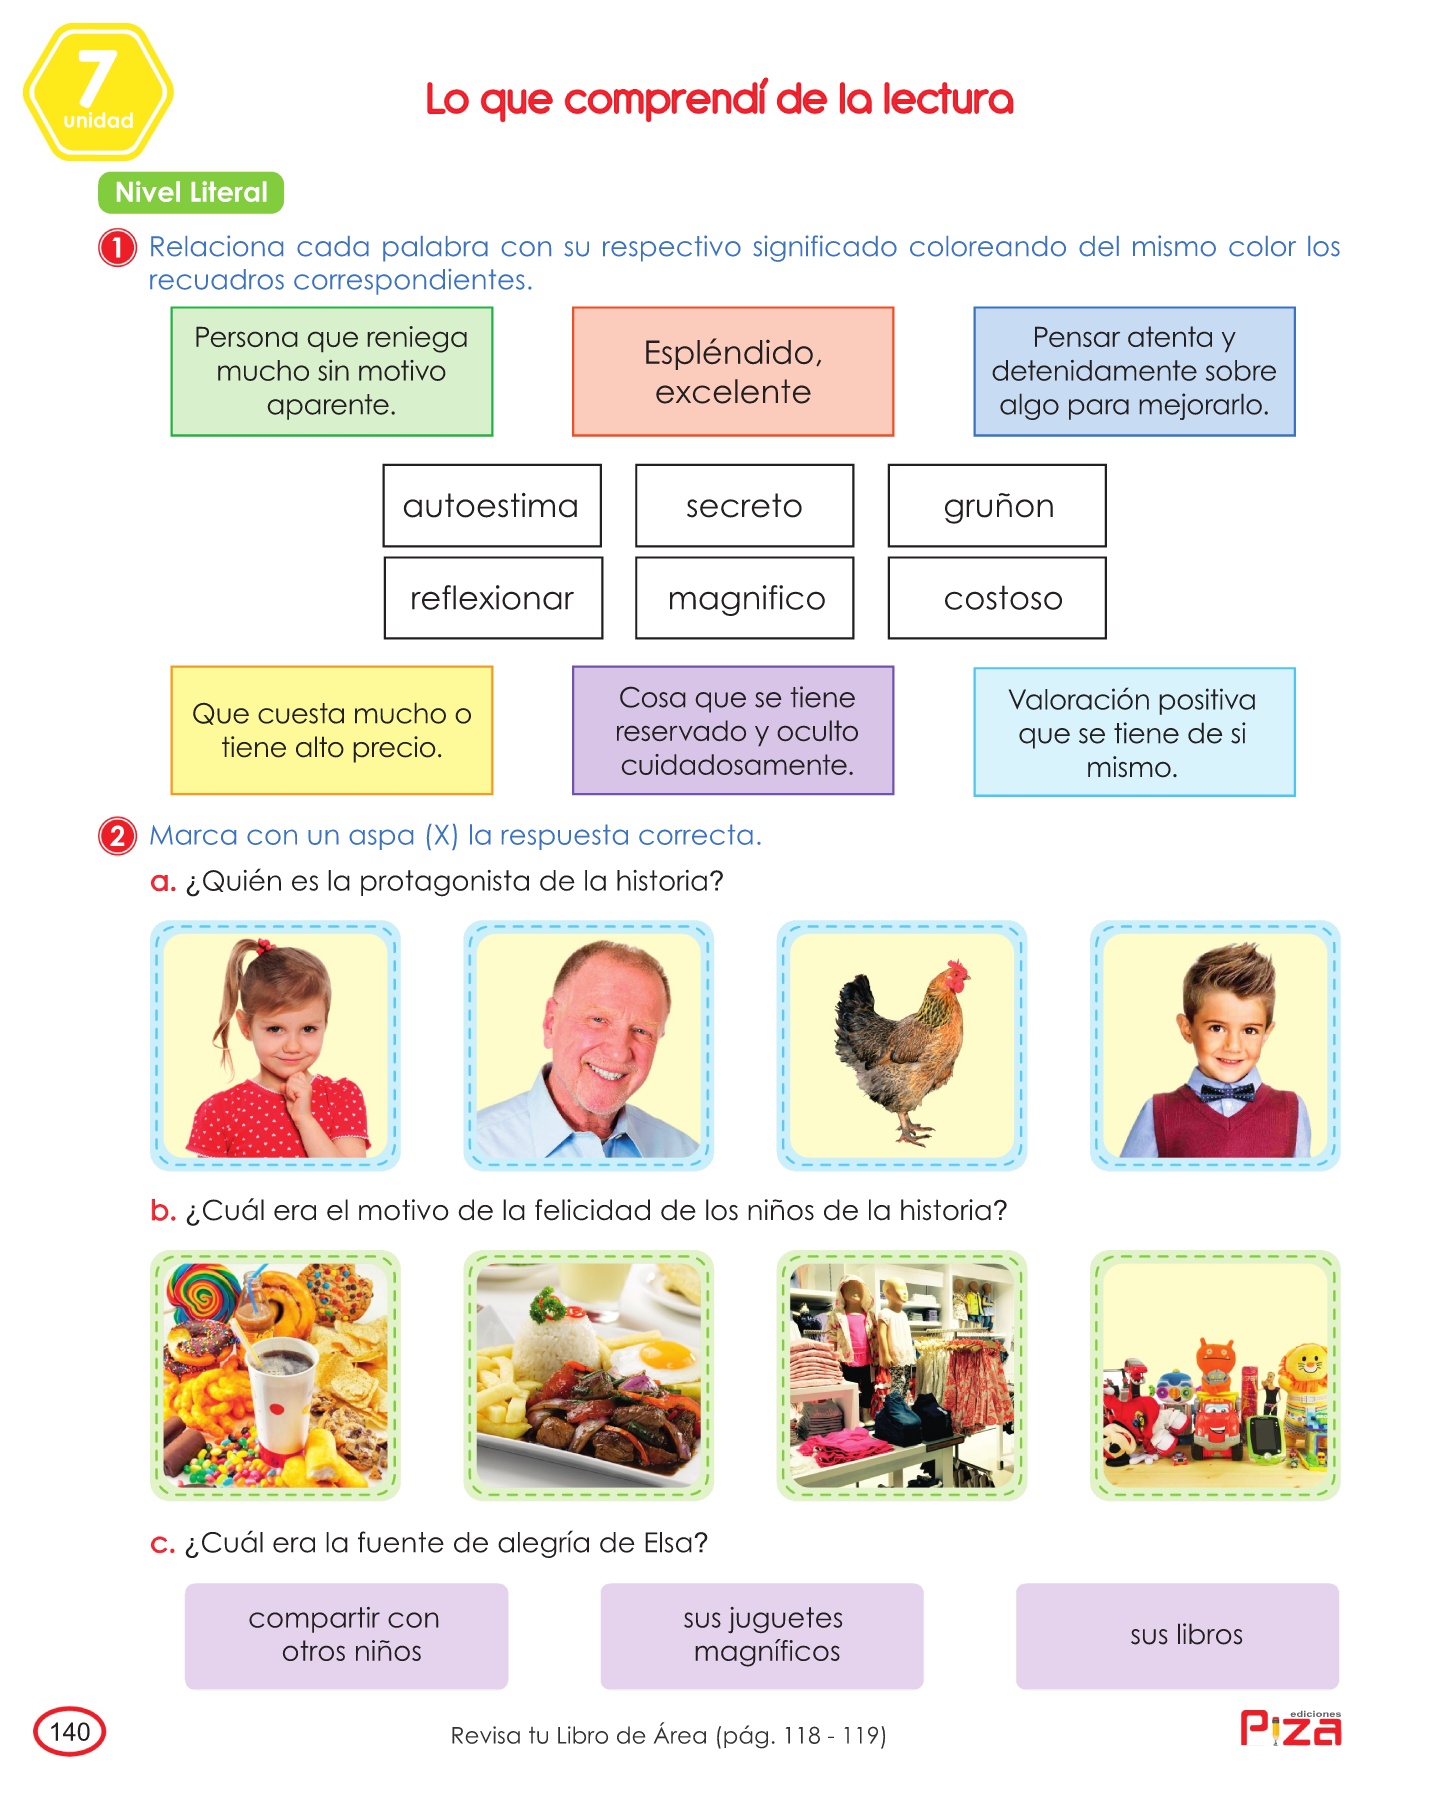 7
unidad
Lo que comprendí de la lectura
Nivel Literal
1 Relaciona cada palabra con su respectivo significado coloreando del mismo color los
recuadros correspondientes.
Persona que reniega
mucho sin motivo
aparente.
Espléndido,
excelente
Pensar atenta y
detenidamente sobre
algo para mejorarlo.
autoestima
secreto
gruñon
reflexionar
magnifico
costoso
Que cuesta mucho o
tiene alto precio.
Cosa que se tiene
reservado y oculto
cuidadosamente.
Valoración positiva
que se tiene de si
mismo.
2 Marca con un aspa (X) la respuesta correcta.
a. ¿Quién es la protagonista de la historia?
b. ¿Cuál era el motivo de la felicidad de los niños de la historia?
c. ¿Cuál era la fuente de alegría de Elsa?
compartir con
otros niños
sus juguetes
magníficos
sus libros
140
Revisa tu Libro de Área (pág. 118 - 119)
ediciones
Piza